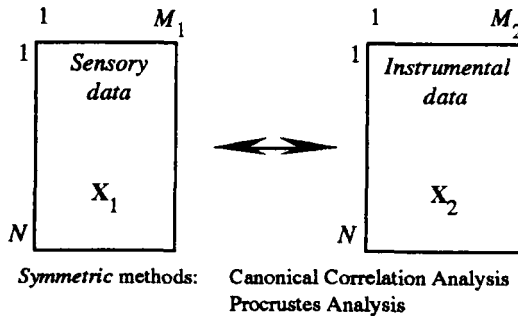 1 M1 1 M2
1 Sensory data 1 Instrumental data
X1 X2
N N
Symmetric methods: Canonical Correlation Analysis
Procrustes Analysis